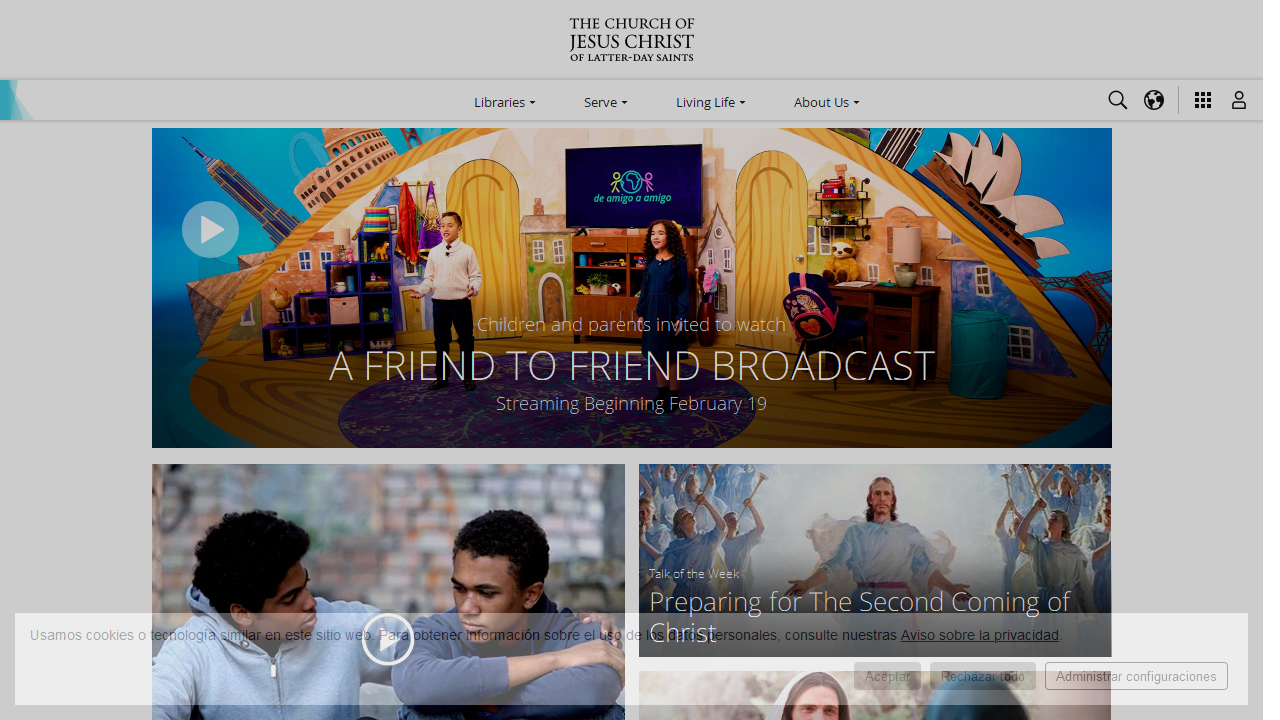 THE CHURCH OF
JESUS CHRIST
OF LATTER-DAY SAINTS
Libraries
Serve
Living Life
About Us
de amigo a amigo
Children and parents invited to watch
A FRIEND TO FRIEND BROADCAST
Streaming Beginning February 19
Talk of the Week
Preparing for The Second Coming of
Christ
Usamos cookies o tecnología similar en este sitio web. Para obtener información sobre el uso de los datos personales, consulte nuestras Aviso sobre la privacidad.
Aceptar
Rechazar todo
Administrar configuraciones